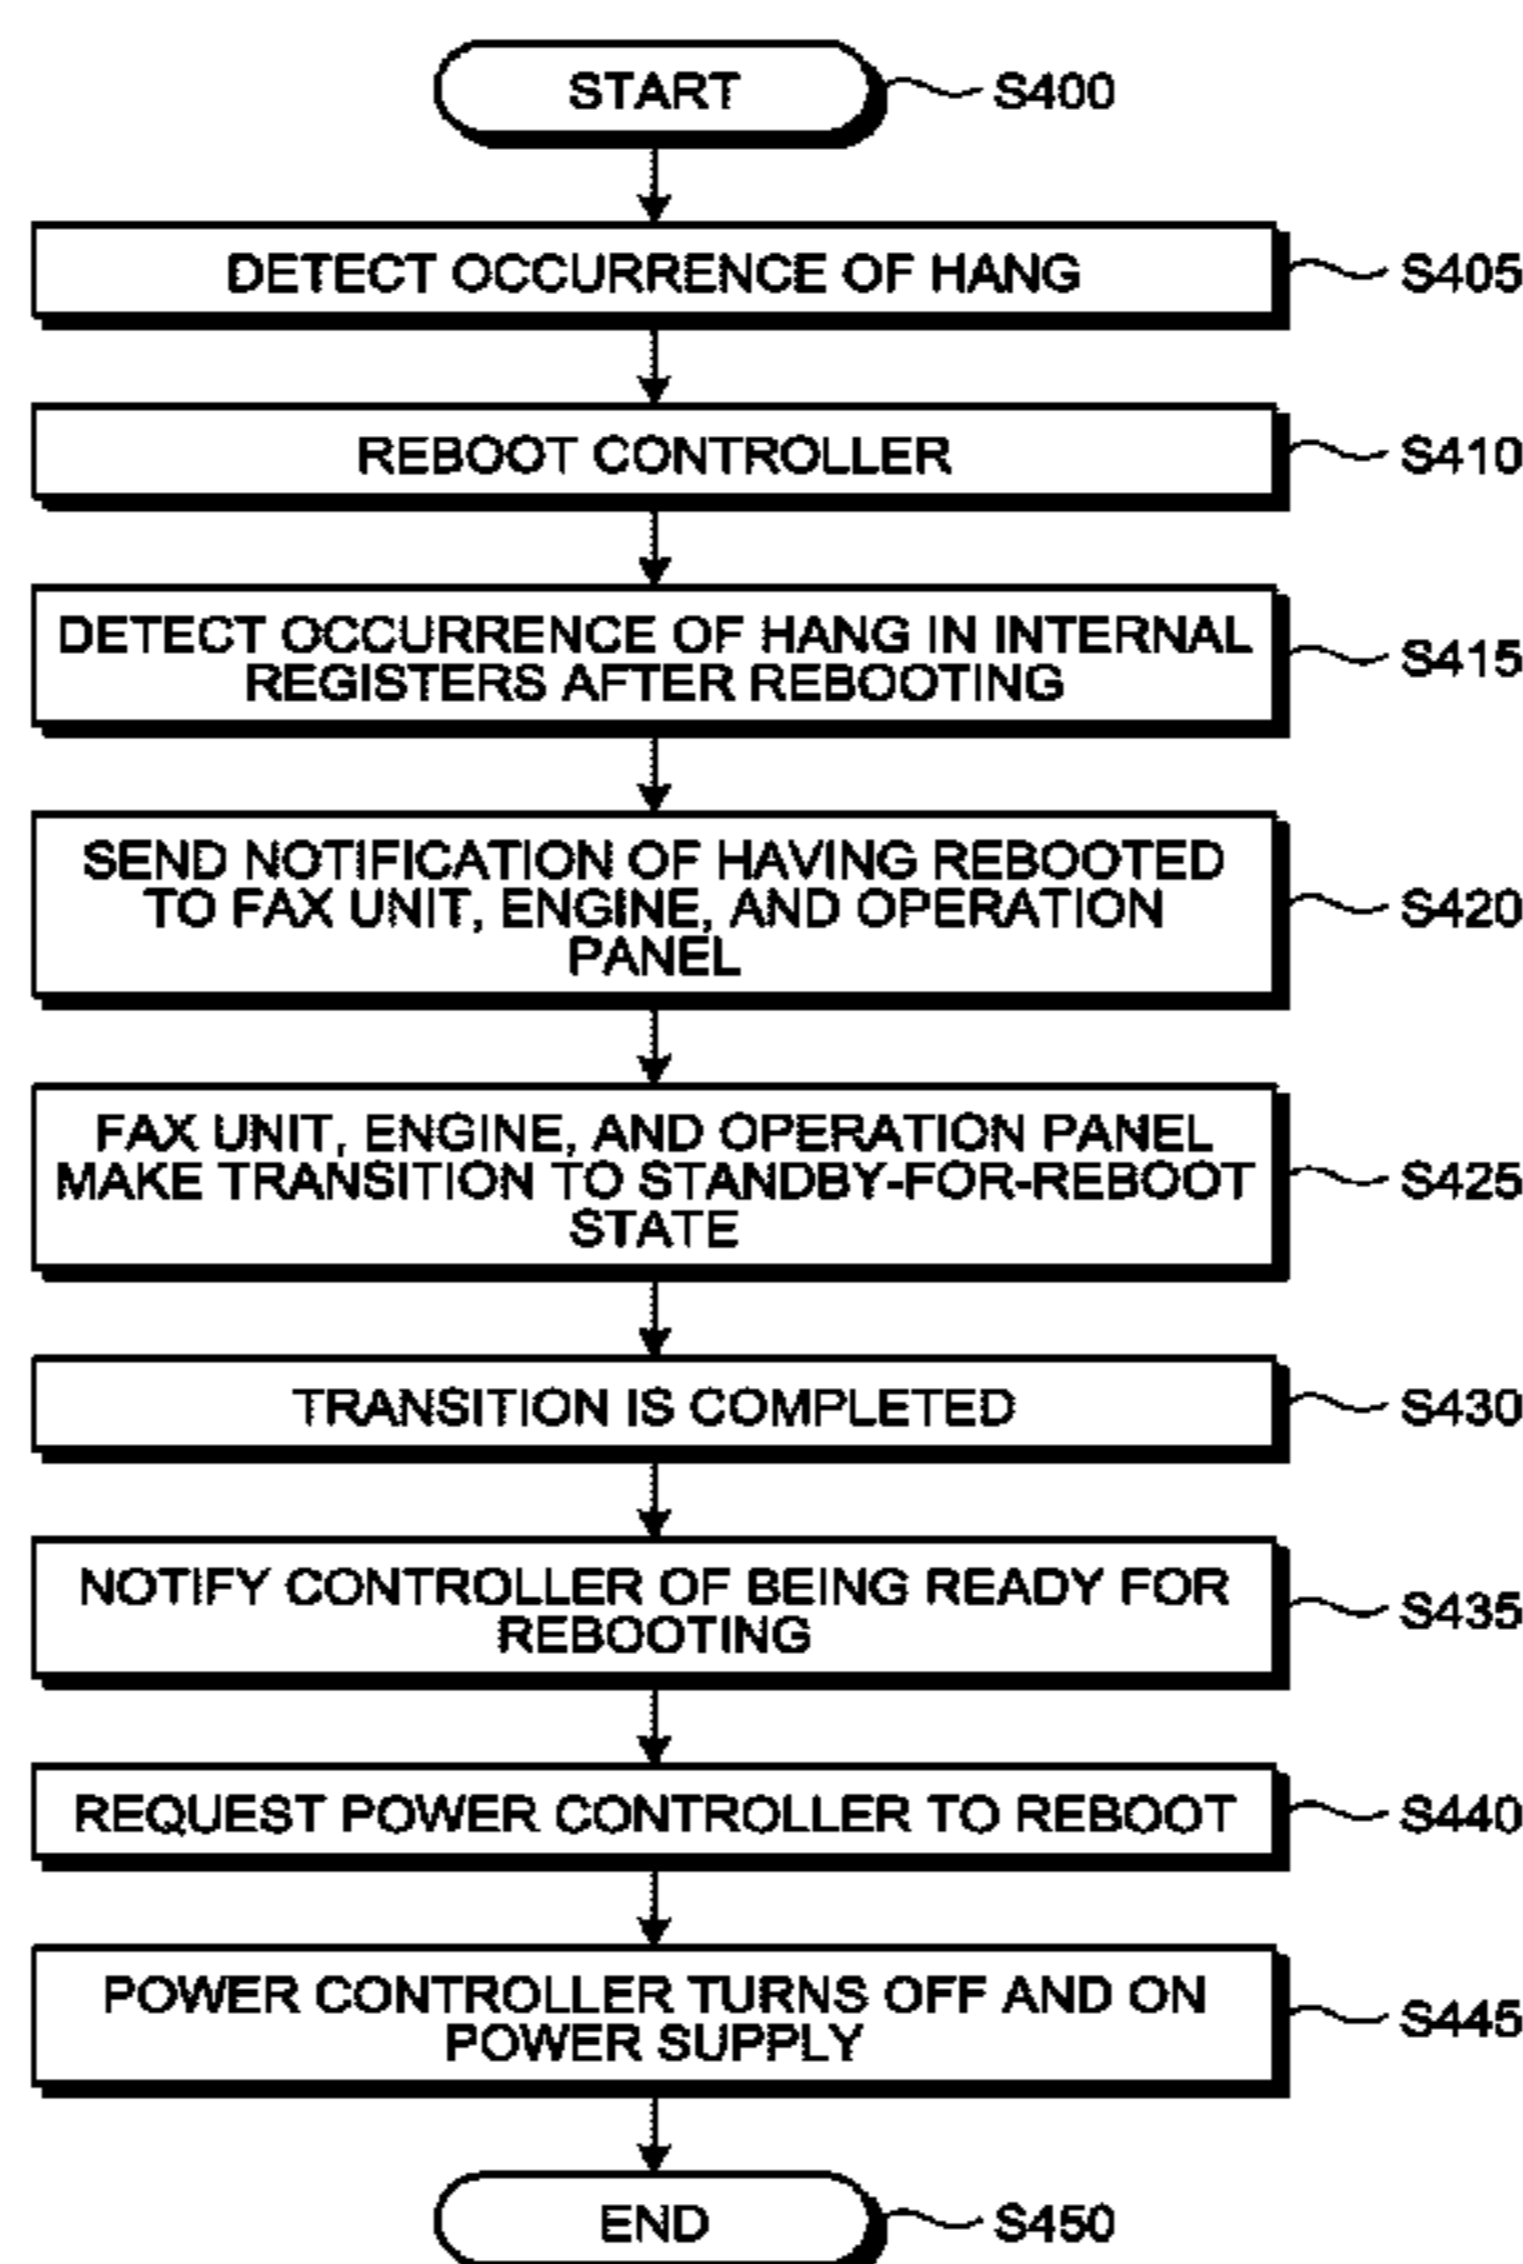 START
S400
DETECT OCCURRENCE OF HANG
S405
REBOOT CONTROLLER
S410
DETECT OCCURRENCE OF HANG IN INTERNAL
REGISTERS AFTER REBOOTING
S415
SEND NOTIFICATION OF HAVING REBOOTED
TO FAX UNIT, ENGINE, AND OPERATION
PANEL
S420
FAX UNIT, ENGINE, AND OPERATION PANEL
MAKE TRANSITION TO STANDBY-FOR-REBOOT
STATE
S425
TRANSITION IS COMPLETED
S430
NOTIFY CONTROLLER OF BEING READY FOR
REBOOTING
S435
REQUEST POWER CONTROLLER TO REBOOT
S440
POWER CONTROLLER TURNS OFF AND ON
POWER SUPPLY
S445
END
S450